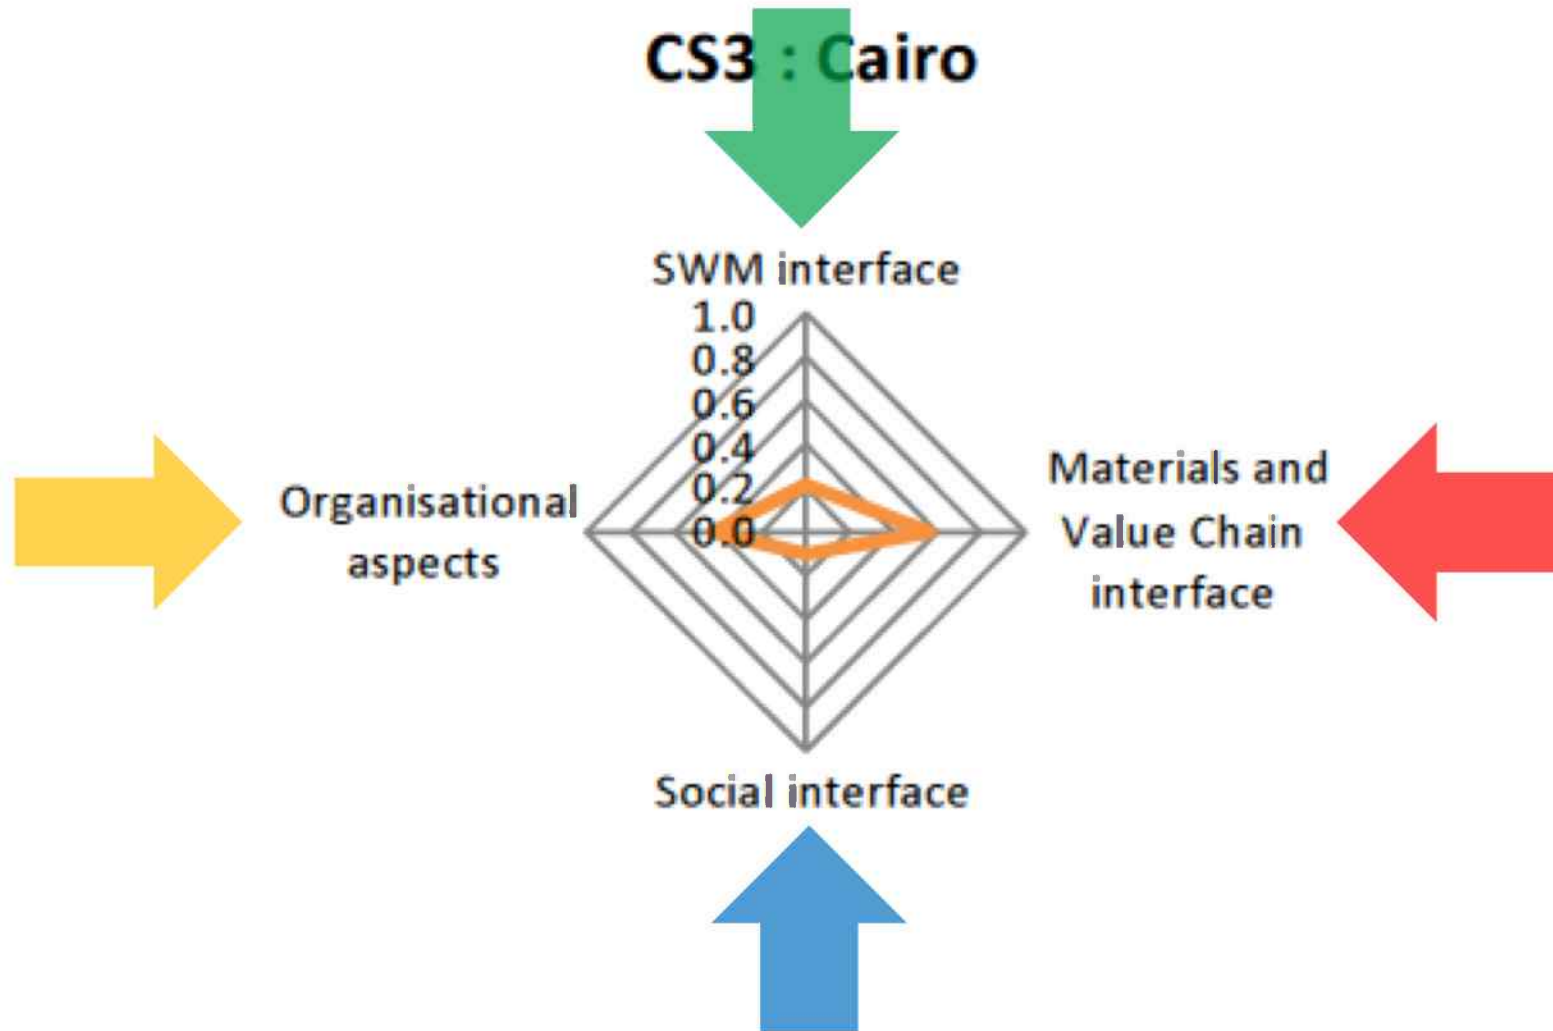 CS3 : Cairo
SWM interface
1.0
0.8
0.6
0.4
0.2
0.0
Organisational
aspects
Materials and
Value Chain
interface
Social interface